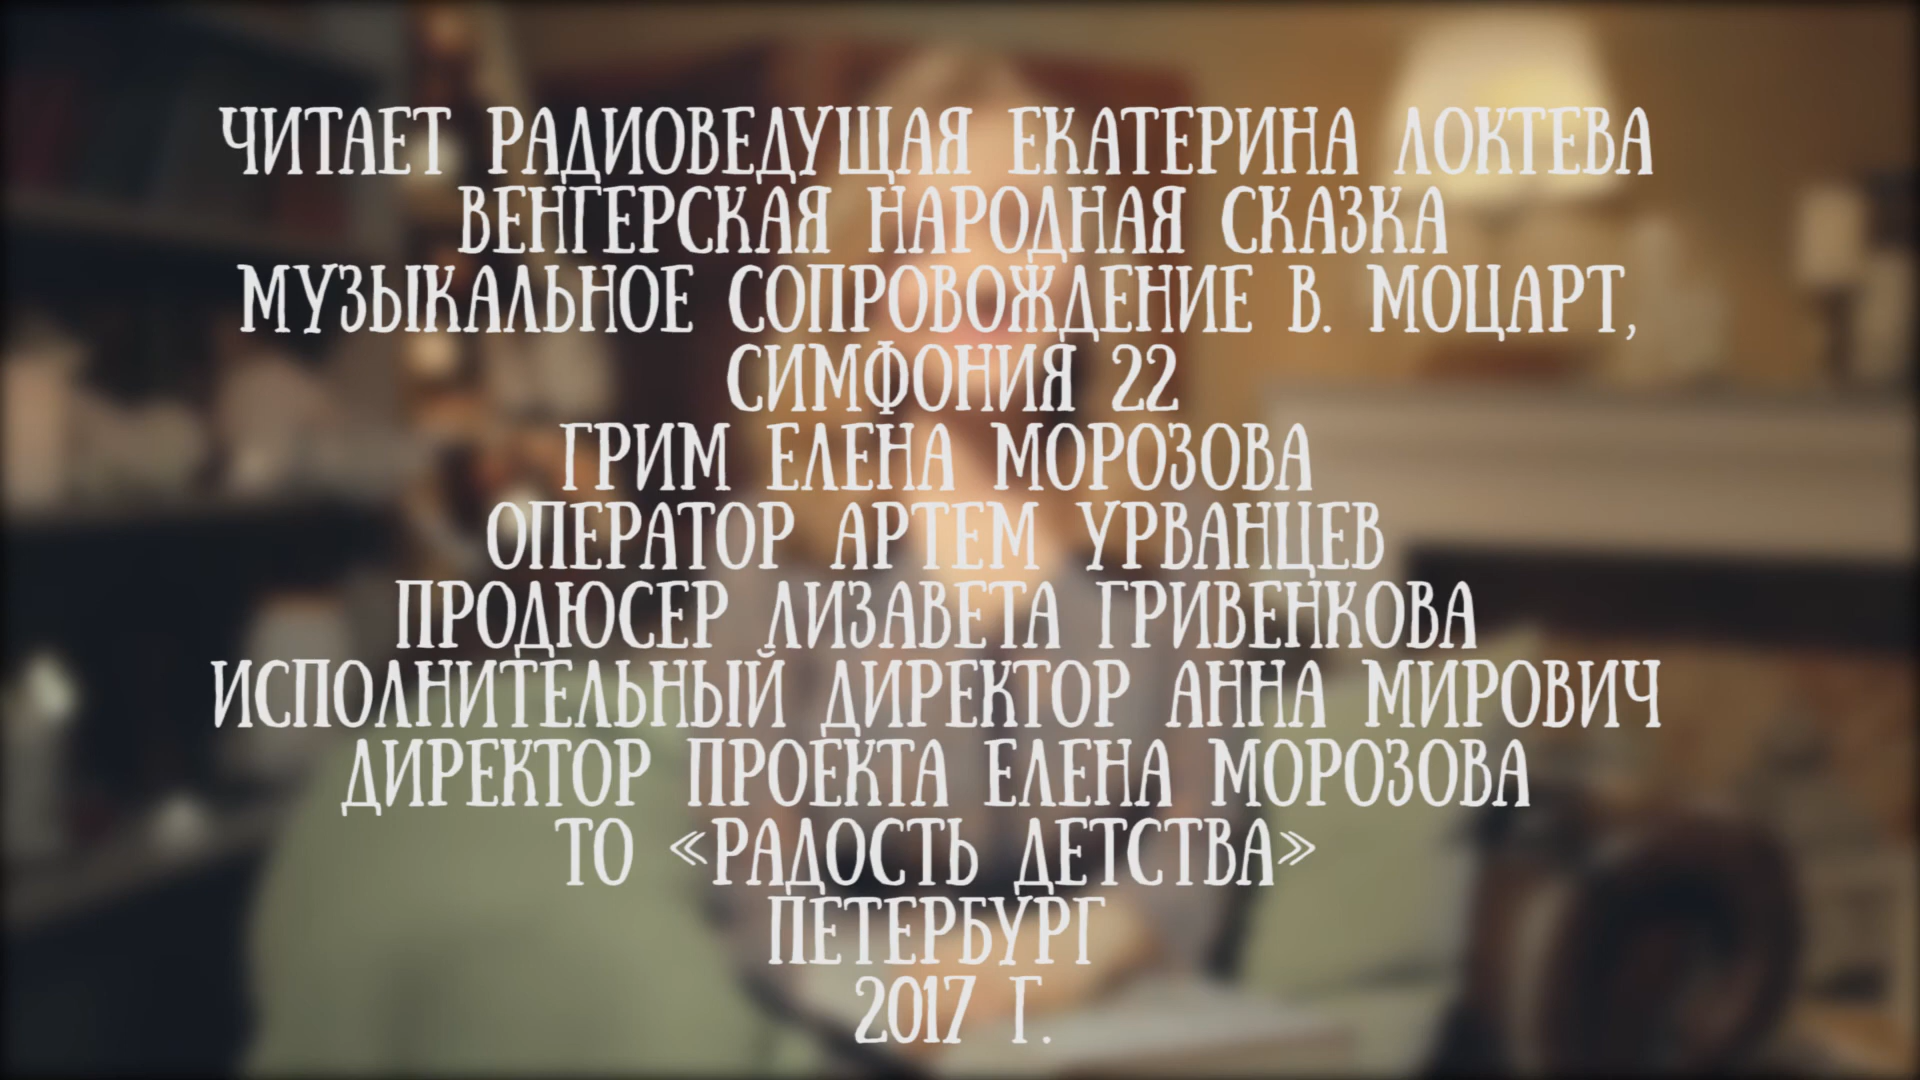 ЧИТАЕТ РАДИОВЕДУЩАЯ ЕКАТЕРИНА ЛОКТЕВА
ВЕНГЕРСКАЯ НАРОДНАЯ СКАЗКА
МУЗЫКАЛЬНОЕ СОПРОВОЖДЕНИЕ В. МОЦАРТ,
СИМФОНИЯ 22
ГРИМ ЕЛЕНА МОРОЗОВА
ОПЕРАТОР АРТЕМ УРВАНЦЕВ
ПРОДЮСЕР ЛИЗАВЕТА ГРИВЕНКОВА
ИСПОЛНИТЕЛЬНЫЙ ДИРЕКТОР АННА МИРОВИЧ
ДИРЕКТОР ПРОЕКТА ЕЛЕНА МОРОЗОВА
ТО «РАДОСТЬ ДЕТСТВА»
ПЕТЕРБУРГ
2017 Г.